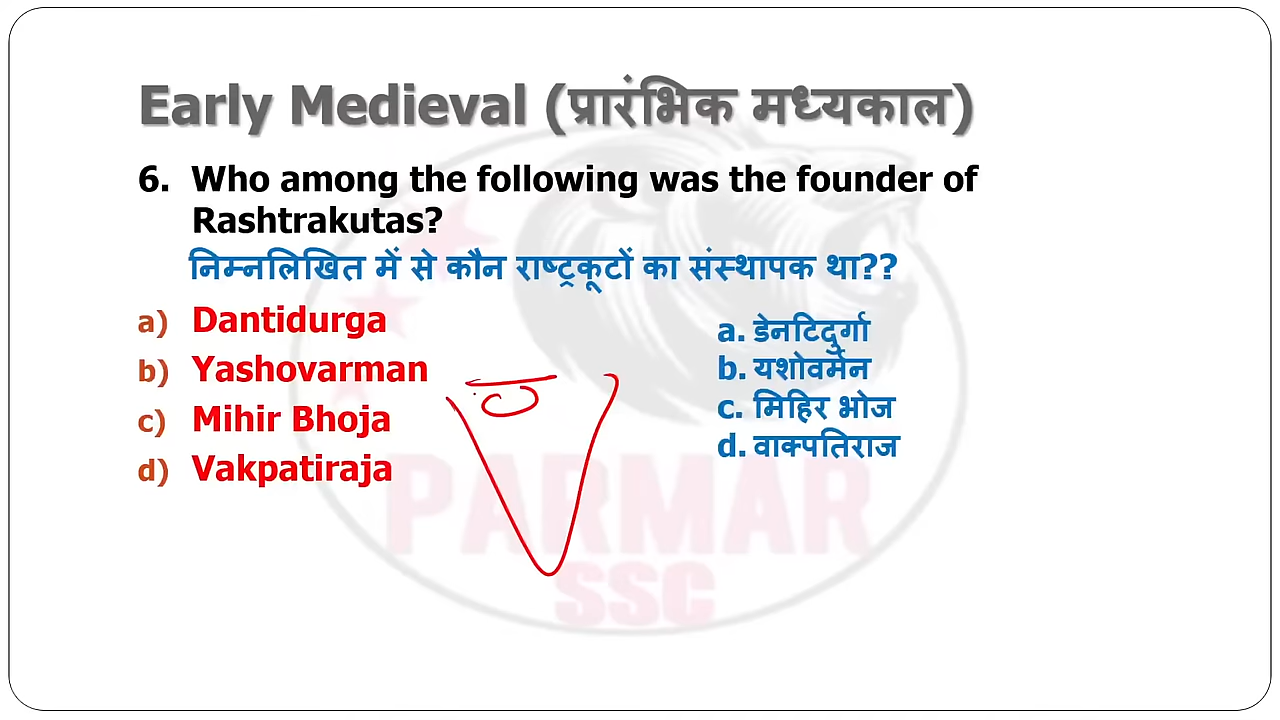 Early Medieval (प्रारंभिक मध्यकाल)
6. Who among the following was the founder of
Rashtrakutas?
निम्नलिखित में से कौन राष्ट्रकूटों का संस्थापक था??
a) Dantidurga
b) Yashovarman
c) Mihir Bhoja
d) Vakpatiraja
a. डेनटिदुर्गा
b. यशोवर्मन
c. मिहिर भोज
d. वाक्पतिराज
PARMAR
SSC